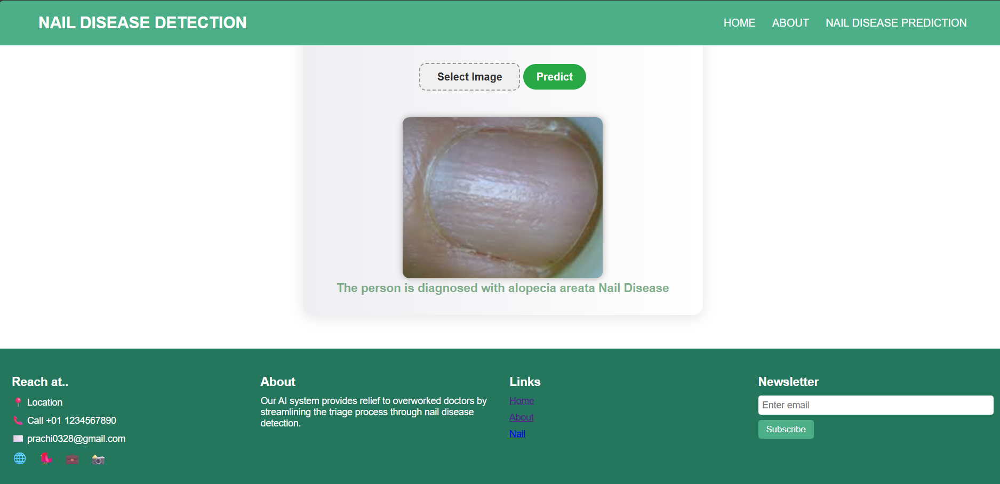 NAIL DISEASE DETECTION
HOME ABOUT NAIL DISEASE PREDICTION
Select Image Predict
The person is diagnosed with alopecia areata Nail Disease
Reach at..
Location
Call +01 1234567890
prachi0328@gmail.com
About
Our AI system provides relief to overworked doctors by
streamlining the triage process through nail disease
detection.
Links
Home
About
Nail
Newsletter
Enter email
Subscribe